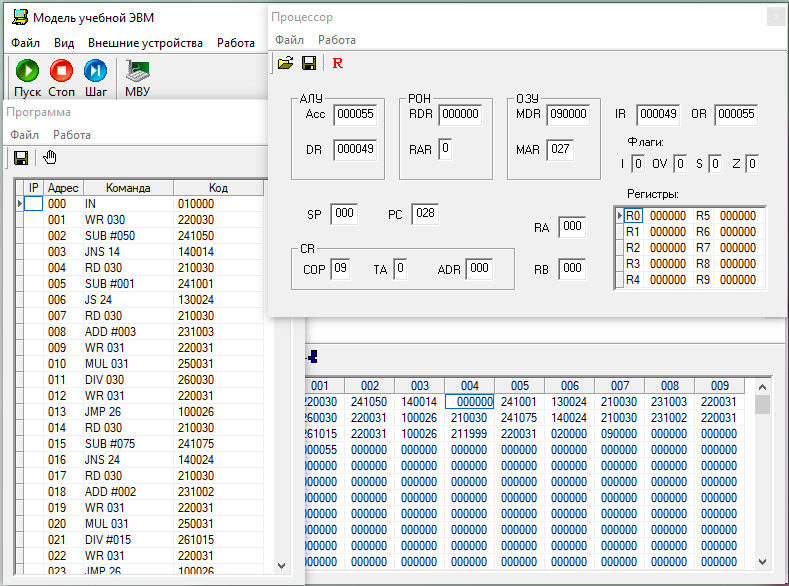 Модель учебной ЭВМ
Файл Вид Внешние устройства Работа
Пуск Стоп Шаг МВУ
Процессор
Файл Работа
R
АЛУ
Acc 000055
DR 000049
РОН
RDR 000000
RAR 0
ОЗУ
MDR 090000
MAR 027
IR 000049 OR 000055
Флаги:
I 0 OV 0 S 0 Z 0
SP 000 PC 028
RA 000
RB 000
CR
COP 09 TA 0 ADR 000
Регистры:
R0 000000 R5 000000
R1 000000 R6 000000
R2 000000 R7 000000
R3 000000 R8 000000
R4 000000 R9 000000
Программа
Файл Работа
IP Адрес Команда Код
000 IN 010000
001 WR 030 220030
002 SUB #050 241050
003 JNS 14 140014
004 RD 030 210030
005 SUB #001 241001
006 JS 24 130024
007 RD 030 210030
008 ADD #003 231003
009 WR 031 220031
010 MUL 031 250031
011 DIV 030 260030
012 WR 031 220031
013 JMP 26 100026
014 RD 030 210030
015 SUB #075 241075
016 JNS 24 140024
017 RD 030 210030
018 ADD #002 231002
019 WR 031 220031
020 MUL 031 250031
021 DIV #015 261015
022 WR 031 220031
023 JMP 26 100026
001 002 003 004 005 006 007 008 009
220030 241050 140014 000000 241001 130024 210030 231003 220031
260030 220031 100026 210030 241075 140024 210030 231002 220031
261015 220031 100026 211999 220031 020000 090000 000000 000000
000055 000000 000000 000000 000000 000000 000000 000000 000000
000000 000000 000000 000000 000000 000000 000000 000000 000000
000000 000000 000000 000000 000000 000000 000000 000000 000000
000000 000000 000000 000000 000000 000000 000000 000000 000000
000000 000000 000000 000000 000000 000000 000000 000000 000000
000000 000000 000000 000000 000000 000000 000000 000000 000000
000000 000000 000000 000000 000000 000000 000000 000000 000000
000000 000000 000000 000000 000000 000000 000000 000000 000000